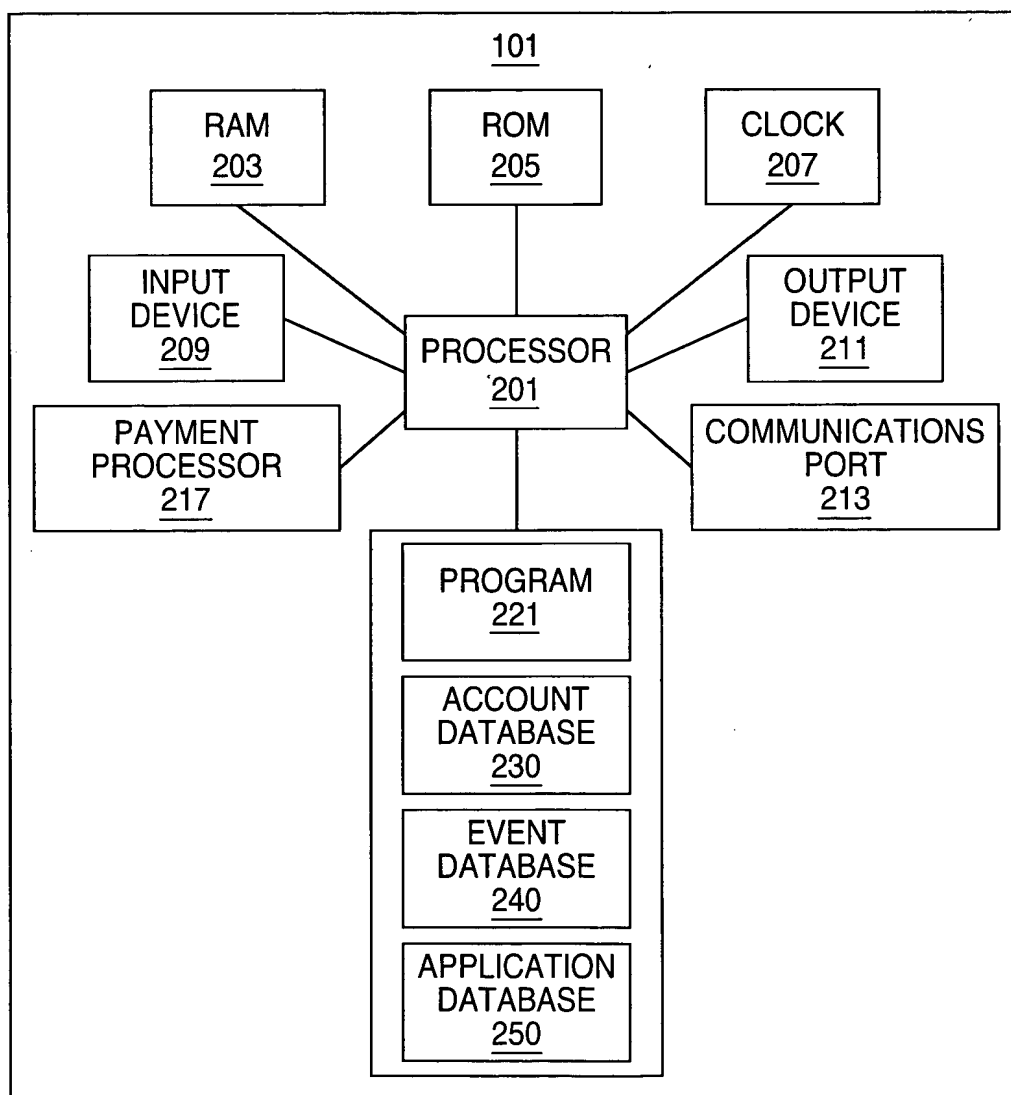 101
RAM
203
ROM
205
CLOCK
207
INPUT
DEVICE
209
PROCESSOR
201
OUTPUT
DEVICE
211
PAYMENT
PROCESSOR
217
COMMUNICATIONS
PORT
213
PROGRAM
221
ACCOUNT
DATABASE
230
EVENT
DATABASE
240
APPLICATION
DATABASE
250